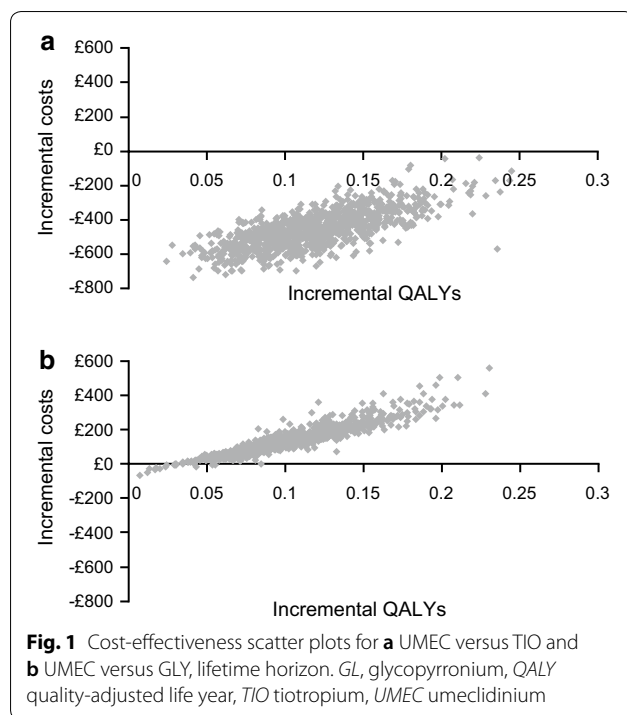 a
£600
£400
£200
£0
0 0.05 0.1 0.15 0.2 0.25 0.3
-£200
-£400
-£600
-£800
Incremental costs
Incremental QALYs
b
£600
£400
£200
£0
0 0.05 0.1 0.15 0.2 0.25 0.3
-£200
-£400
-£600
-£800
Incremental costs
Incremental QALYs
Fig. 1 Cost-effectiveness scatter plots for a UMEC versus TIO and
b UMEC versus GLY, lifetime horizon. GL, glycopyrronium, QALY
quality-adjusted life year, TIO tiotropium, UMEC umeclidinium